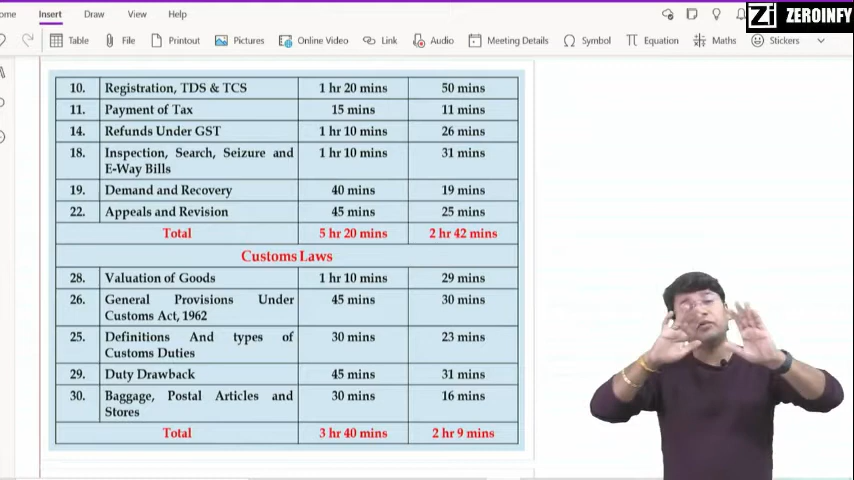 ome Insert Draw View Help
Zi ZEROINFY
Table File Printout Pictures Online Video Link Audio Meeting Details Symbol Equation Maths Stickers
10. Registration, TDS & TCS 1 hr 20 mins 50 mins
11. Payment of Tax 15 mins 11 mins
14. Refunds Under GST 1 hr 10 mins 26 mins
18. Inspection, Search, Seizure and 1 hr 10 mins 31 mins
E-Way Bills
19. Demand and Recovery 40 mins 19 mins
22. Appeals and Revision 45 mins 25 mins
Total 5 hr 20 mins 2 hr 42 mins
Customs Laws
28. Valuation of Goods 1 hr 10 mins 29 mins
26. General Provisions Under 45 mins 30 mins
Customs Act, 1962
25. Definitions And types of 30 mins 23 mins
Customs Duties
29. Duty Drawback 45 mins 31 mins
30. Baggage, Postal Articles and 30 mins 16 mins
Stores
Total 3 hr 40 mins 2 hr 9 mins